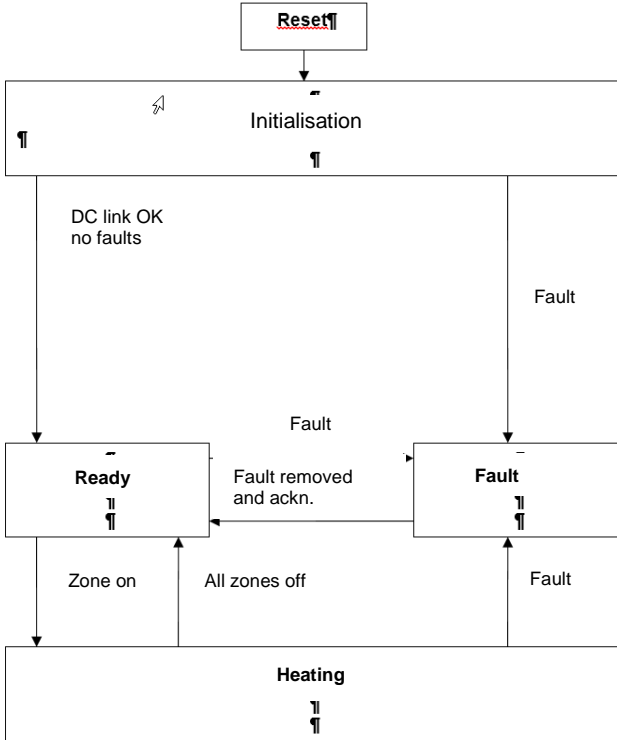 Reset¶
¶
Initialisation
¶
¶
DC link OK
no faults
Fault
Fault
Ready
¶
¶
Fault removed
and ackn.
Fault
¶
¶
Zone on
All zones off
Fault
Heating
¶
¶